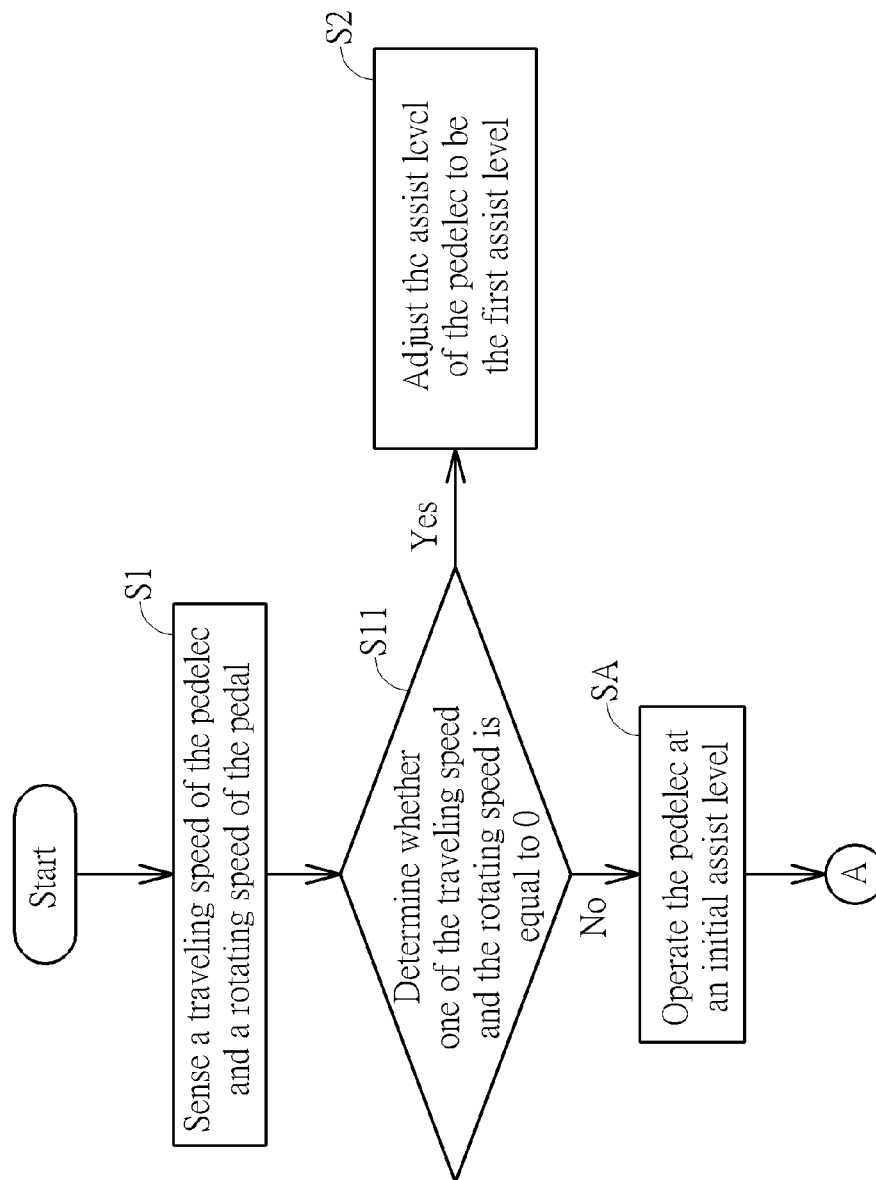 Start
S1
Sense a traveling speed of the pedelec
and a rotating speed of the pedal
S11
Determine whether
one of the traveling speed
and the rotating speed is
equal to 0
Yes
S2
Adjust the assist level
of the pedelec to be
the first assist level
No
SA
Operate the pedelec at
an initial assist level
A